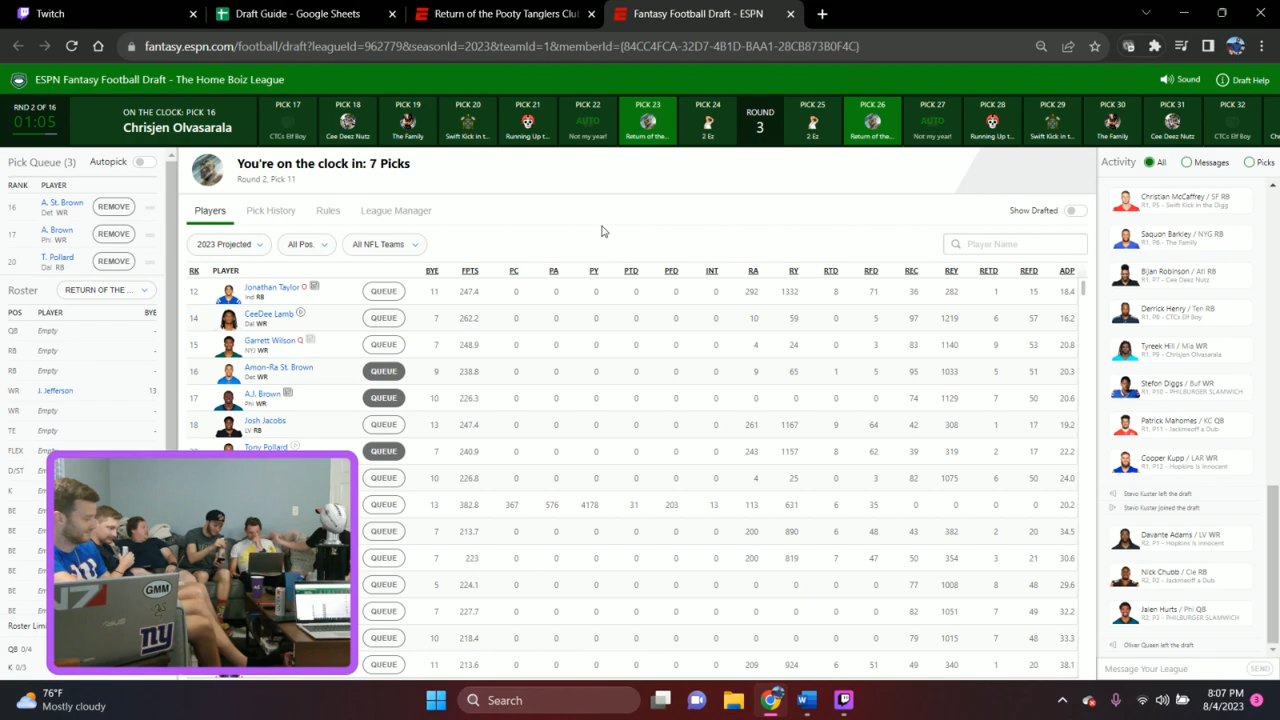 Twitch
Draft Guide - Google Sheets
Return of the Pooty Tanglers Clu
Fantasy Football Draft - ESPN
fantasy.espn.com/football/draft?leagueId=962779&seasonId=2023&teamId=1&memberId={84CC4FCA-32D7-4B1D-BAA1-28CB873B0F4C}
ESPN Fantasy Football Draft - The Home Boiz League
Sound
Draft Help
RND 2 OF 16
01:05
ON THE CLOCK: PICK 16
Chrisjen Olvasarala
PICK 17
CTCs Elf Boy
PICK 18
Cee Deez Nutz
PICK 19
The Family
PICK 20
Swift Kick in t...
PICK 21
Running Up t...
PICK 22
AUTO
Not my year!
PICK 23
Return of the...
PICK 24
2 Ez
ROUND
3
PICK 25
2 Ez
PICK 26
Return of the...
PICK 27
AUTO
Not my year!
PICK 28
Running Up t...
PICK 29
Swift Kick in t...
PICK 30
The Family
PICK 31
Cee Deez Nutz
PICK 32
CTCs Elf Boy
Pick Queue (3)
Autopick
RANK PLAYER
16 A. St. Brown
Det WR
REMOVE
17 A. Brown
Phi WR
REMOVE
20 T. Pollard
Dal RB
REMOVE
Roster
RETURN OF THE ...
POS PLAYER BYE
QB Empty -
RB Empty -
RB Empty -
WR J. Jefferson 13
WR Empty -
TE Empty -
FLEX Empty -
D/ST Empty -
K
BE
BE
BE
BE
BE
BE
Roster Lim
QB 0/4
K 0/3
You're on the clock in: 7 Picks
Round 2, Pick 11
Players
Pick History
Rules
League Manager
Show Drafted
2023 Projected
All Pos.
All NFL Teams
Player Name
RK PLAYER BYE FPTS PC PA PY PTD PFD INT RA RY RTD RFD REC REY RETD REFD ADP
12 Jonathan Taylor O
Ind RB
QUEUE 0 0 0 0 0 0 292 1332 8 71 36 282 1 15 18.4
14 CeeDee Lamb
Dal WR
QUEUE 7 242 0 0 0 0 0 0 10 59 0 5 97 1219 6 57 16.2
15 Garrett Wilson Q
NYJ WR
QUEUE 7 248.9 0 0 0 0 0 0 4 24 0 3 83 9 53 20.8
16 Amon-Ra St. Brown
Det WR
QUEUE 238.8 0 0 0 0 0 0 65 0 5 5 51 20.3
17 A.J. Brown
Phi WR
QUEUE 0 0 0 0 0 0 0 0 0 0 74 7 50 20.6
18 Josh Jacobs
LV RB
QUEUE 0 0 0 0 0 0 261 1167 9 64 42 1 17 19.2
Tony Pollard
QUEUE 7 240.9 0 0 0 0 0 0 243 1157 8 62 39 319 2 17 22.2
QUEUE 226.8 0 0 0 0 0 0 4 25 0 3 82 1075 6 50 24.0
QUEUE 367 576 4178 31 203 13 113 631 6 35 0 0 0 0 20.2
QUEUE 213.7 0 0 0 0 0 0 200 890 6 48 43 382 2 20 34.5
QUEUE 223 0 0 0 0 0 0 200 819 7 46 50 354 3 21 30.6
QUEUE 5 234.1 0 0 0 0 0 0 0 0 0 0 77 1008 8 48 29.6
QUEUE 7 227.7 0 0 0 0 0 0 0 0 0 0 82 1051 7 49 32.2
QUEUE 218.4 0 0 0 0 0 0 0 0 0 0 79 1015 7 48 33.3
QUEUE 11 213.6 0 0 0 0 0 0 209 924 6 51 49 340 1 20 38.1
Activity
All
Messages
Picks
Christian McCaffrey / SF RB
R1, P5 - Swift Kick in the Digg
Saquon Barkley / NYG RB
R1, P6 - The Family
Bijan Robinson / Atl RB
R1, P7 - Cee Deez Nutz
Derrick Henry / Ten RB
R1, P8 - CTCs Elf Boy
Tyreek Hill / Mia WR
R1, P9 - Chrisjen Olvasarala
Stefon Diggs / Buf WR
R1, P10 - PHILBURGER SLAMWICH
Patrick Mahomes / KC QB
R1, P11 - Jackmeoff a Dub
Cooper Kupp / LAR WR
R1, P12 - Hopkins Is Innocent
Stevo Kuster left the draft
Stevo Kuster joined the draft
Davante Adams / LV WR
R2, P1 - Hopkins Is Innocent
Nick Chubb / Cle RB
R2, P2 - Jackmeoff a Dub
Jalen Hurts / Phi QB
R2, P3 - PHILBURGER SLAMWICH
Oliver Queen left the draft
Message Your League
SEND
GMM
ny
N7
76°F
Mostly cloudy
Search
8:07 PM
8/4/2023
3